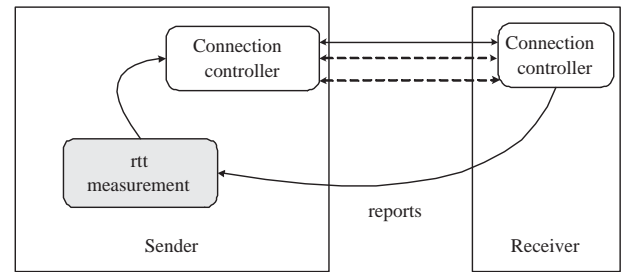 Connection
controller
Connection
controller
rtt
measurement
reports
Sender
Receiver